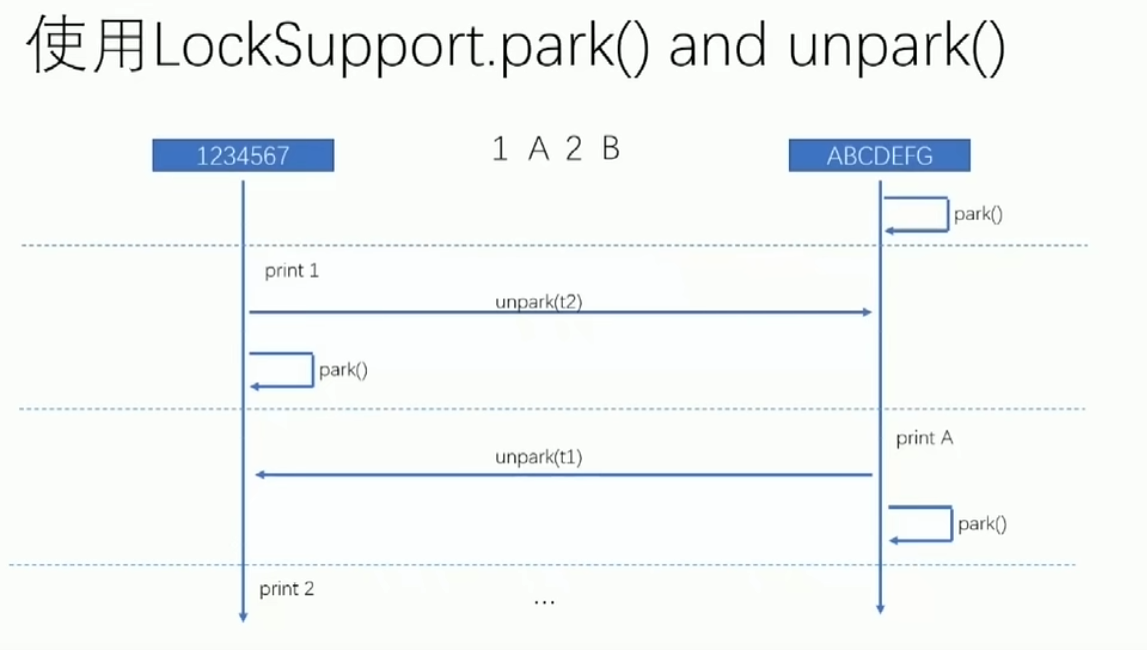 使用LockSupport.park() and unpark()
1234567
1 A 2 B
ABCDEFG
park()
print 1
unpark(t2)
park()
print A
unpark(t1)
park()
print 2
...